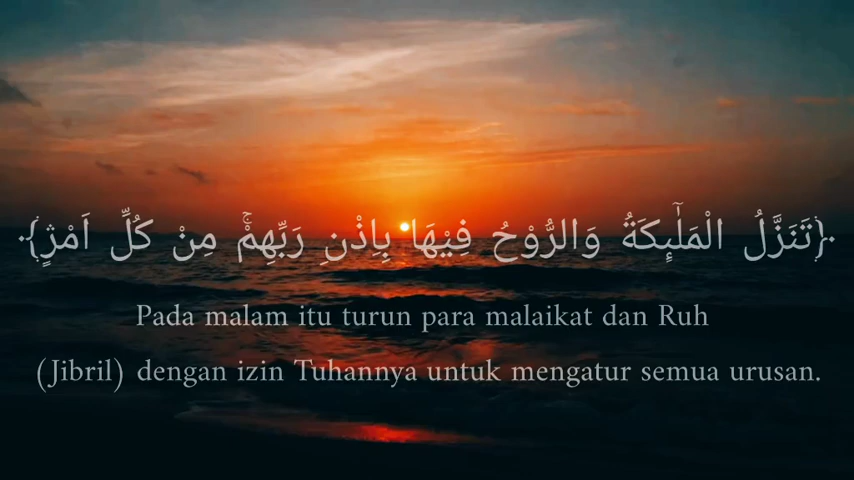 ﴿تَنَزَّلُ الْمَلٰۤىِٕكَةُ وَالرُّوْحُ فِيْهَا بِاِذْنِ رَبِّهِمْۚ مِنْ كُلِّ اَمْرٍۛ﴾
Pada malam itu turun para malaikat dan Ruh
(Jibril) dengan izin Tuhannya untuk mengatur semua urusan.